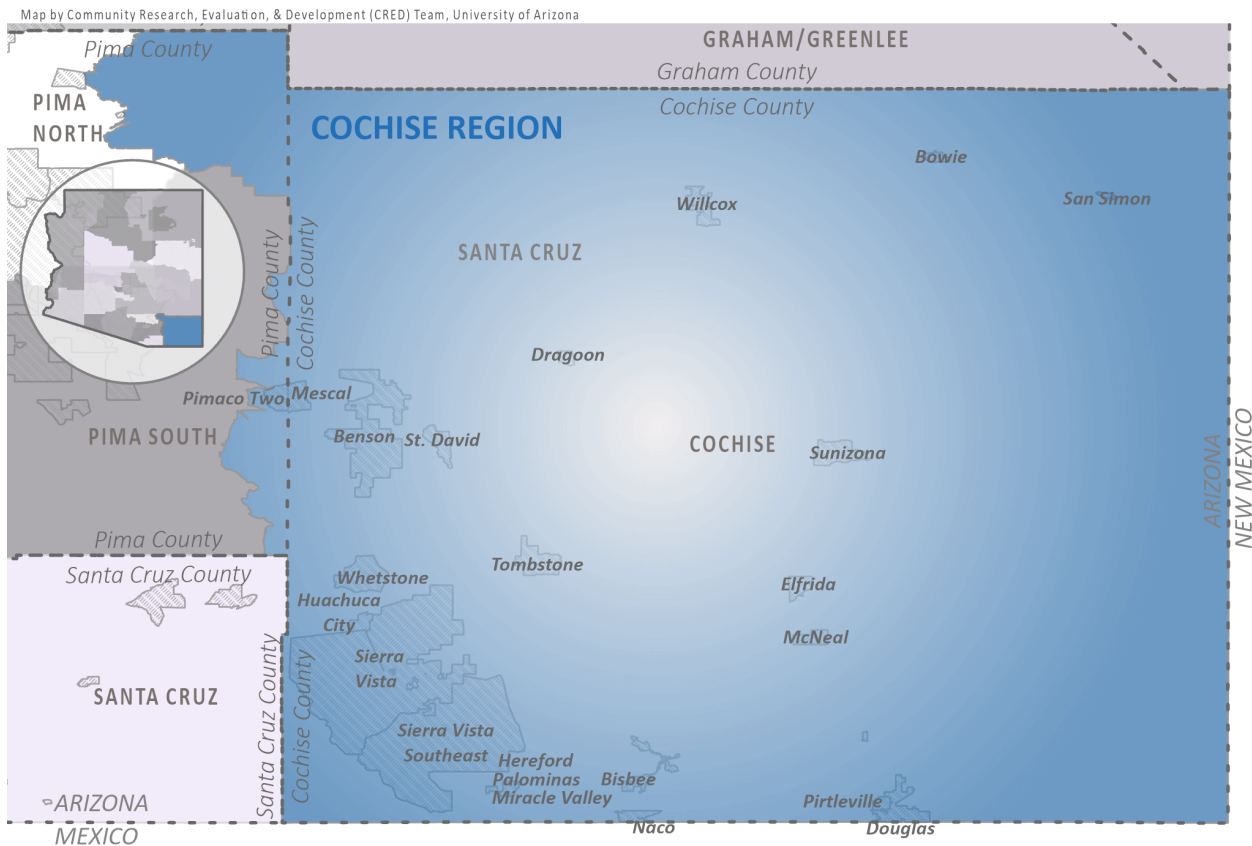 Map by Community Research, Evaluation, & Development (CRED) Team, University of Arizona
Pima County
GRAHAM/GREENLEE
Graham County
Cochise County
PIMA
NORTH
COCHISE REGION
Bowie
San Simon
Willcox
SANTA CRUZ
Pima County
Cochise County
Dragoon
Pimaco Two
Mescal
PIMA SOUTH
Benson
St. David
COCHISE
Sunizona
ARIZONA
NEW MEXICO
Pima County
Santa Cruz County
Tombstone
Whetstone
Huachuca
City
Elfrida
McNeal
Sierra
Vista
SANTA CRUZ
Santa Cruz County
Cochise County
Sierra Vista
Southeast
Hereford
Palominas
Miracle Valley
Bisbee
Pirtleville
ARIZONA
MEXICO
Naco
Douglas